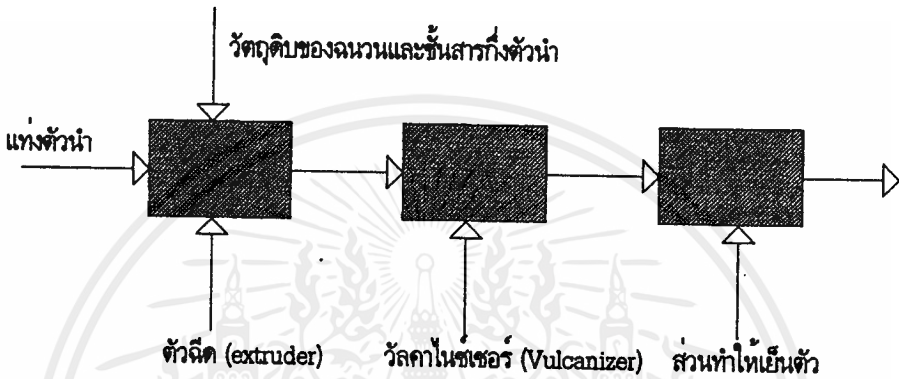 วัตถุดิบของฉนวนและชั้นสารกึ่งตัวนำ
แท่งตัวนำ
ตัวฉีด (extruder)
วัลคาไนซ์เซอร์ (Vulcanizer)
ส่วนทำให้เย็นตัว